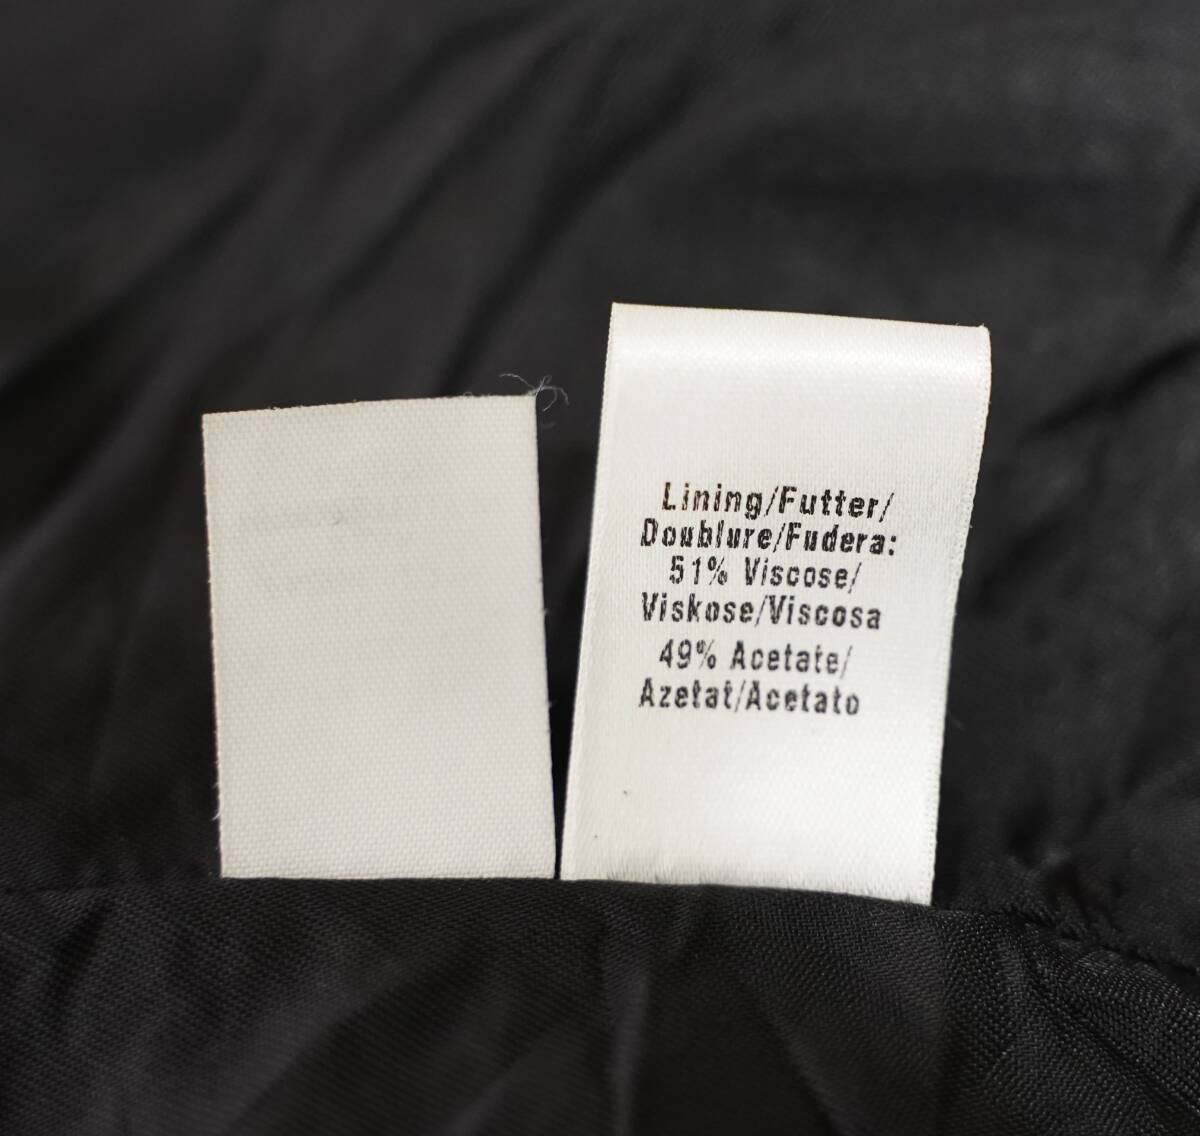 Lining/Futter/
Doublure/Fudera:
51% Viscose/
Viskose/Viscosa
49% Acetate/
Azetat/Acetato